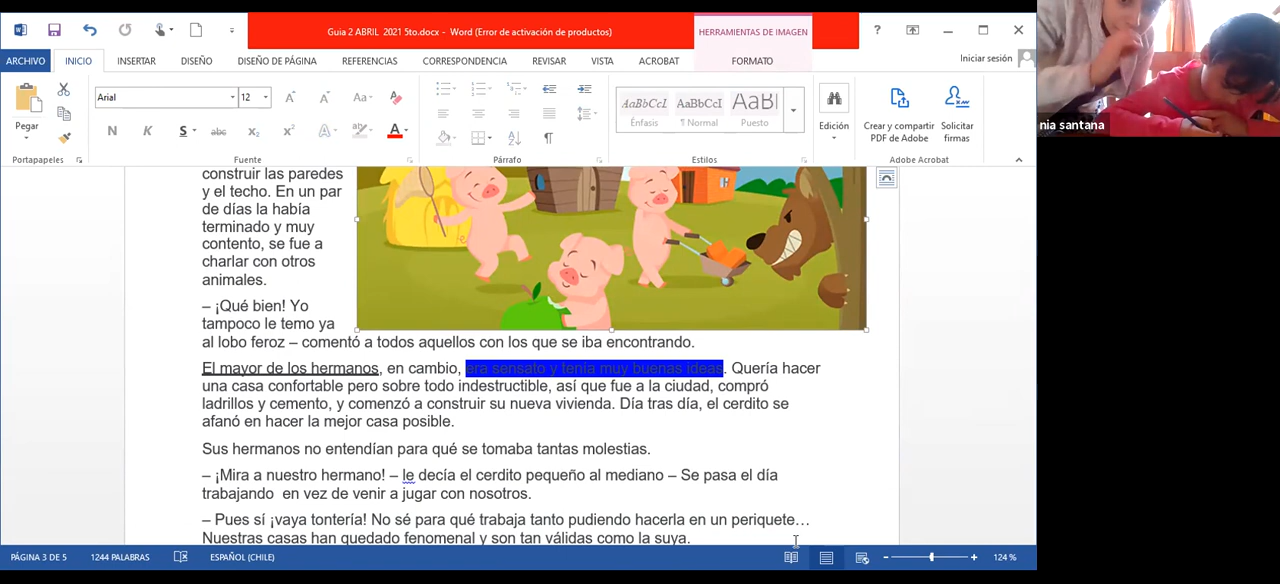 Guia 2 ABRIL 2021 5to.docx - Word (Error de activación de productos)
HERRAMIENTAS DE IMAGEN
?
ARCHIVO INICIO INSERTAR DISEÑO DISEÑO DE PÁGINA REFERENCIAS CORRESPONDENCIA REVISAR VISTA ACROBAT FORMATO
Iniciar sesión
Arial 12
Aa
Pegar
N K S abc x₂ x² A ab A
AaBbCcI AaBbCcI AaBl
Énfasis ¶ Normal Puesto
Edición
Crear y compartir
PDF de Adobe
Solicitar
firmas
Portapapeles Fuente Párrafo Estilos Adobe Acrobat
nia santana
construir las paredes
y el techo. En un par
de días la había
terminado y muy
contento, se fue a
charlar con otros
animales.
– ¡Qué bien! Yo
tampoco le temo ya
al lobo feroz – comentó a todos aquellos con los que se iba encontrando.
El mayor de los hermanos, en cambio, era sensato y tenía muy buenas ideas. Quería hacer
una casa confortable pero sobre todo indestructible, así que fue a la ciudad, compró
ladrillos y cemento, y comenzó a construir su nueva vivienda. Día tras día, el cerdito se
afanó en hacer la mejor casa posible.
Sus hermanos no entendían para qué se tomaba tantas molestias.
– ¡Mira a nuestro hermano! – le decía el cerdito pequeño al mediano – Se pasa el día
trabajando  en vez de venir a jugar con nosotros.
– Pues sí ¡vaya tontería! No sé para qué trabaja tanto pudiendo hacerla en un periquete…
Nuestras casas han quedado fenomenal y son tan válidas como la suya.
PÁGINA 3 DE 5 1244 PALABRAS ESPAÑOL (CHILE) 124 %